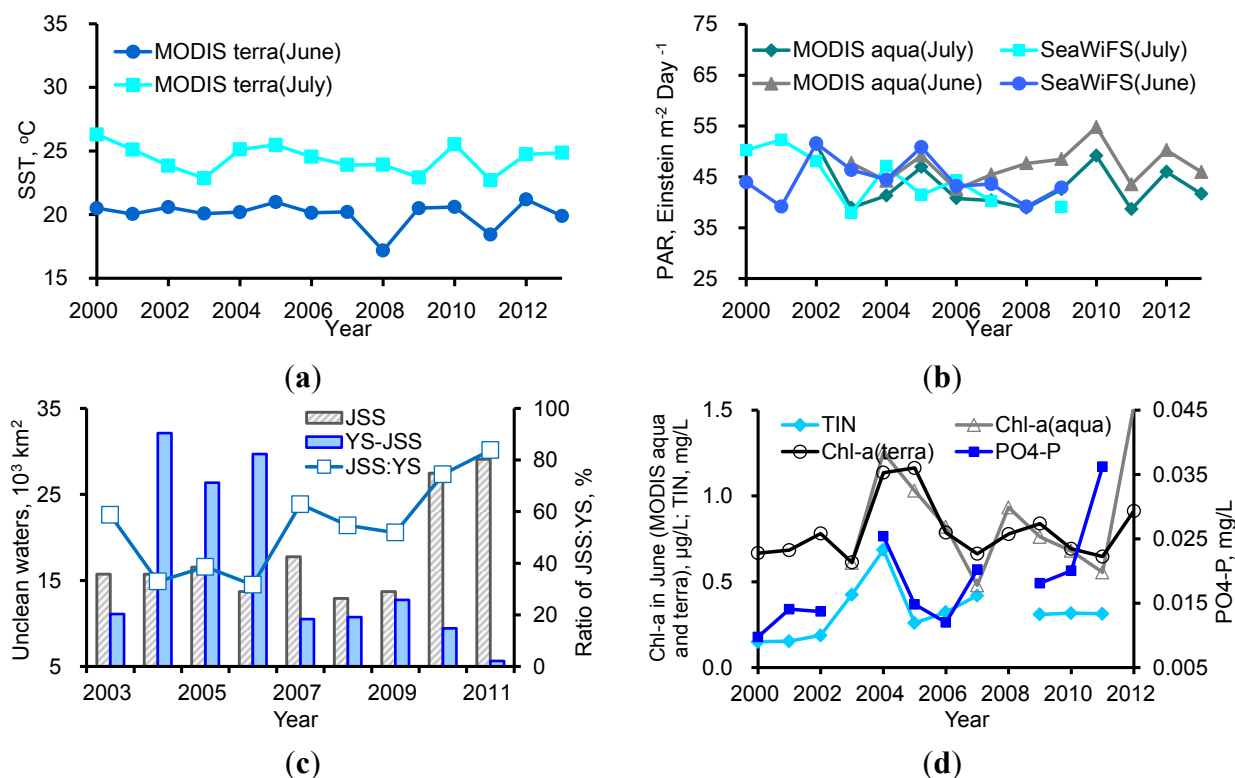 35
30
25
20
15
SST, ºC
MODIS terra(June)
MODIS terra(July)
2000 2002 2004 2006 2008 2010 2012
Year
(a)
75
65
55
45
35
25
PAR, Einstein m-2 Day -1
MODIS aqua(July)
SeaWiFS(July)
MODIS aqua(June)
SeaWiFS(June)
2000 2002 2004 2006 2008 2010 2012
Year
(b)
35
25
15
5
Unclean waters, 10³ km²
JSS
YS-JSS
JSS:YS
100
80
60
40
20
0
Ratio of JSS:YS, %
2003 2005 2007 2009 2011
Year
(c)
1.5
1.0
0.5
0.0
Chl-a in June (MODIS aqua
and terra), µg/L; TIN, mg/L
TIN
Chl-a(aqua)
Chl-a(terra)
PO4-P
0.045
0.035
0.025
0.015
0.005
PO4-P, mg/L
2000 2002 2004 2006 2008 2010 2012
Year
(d)